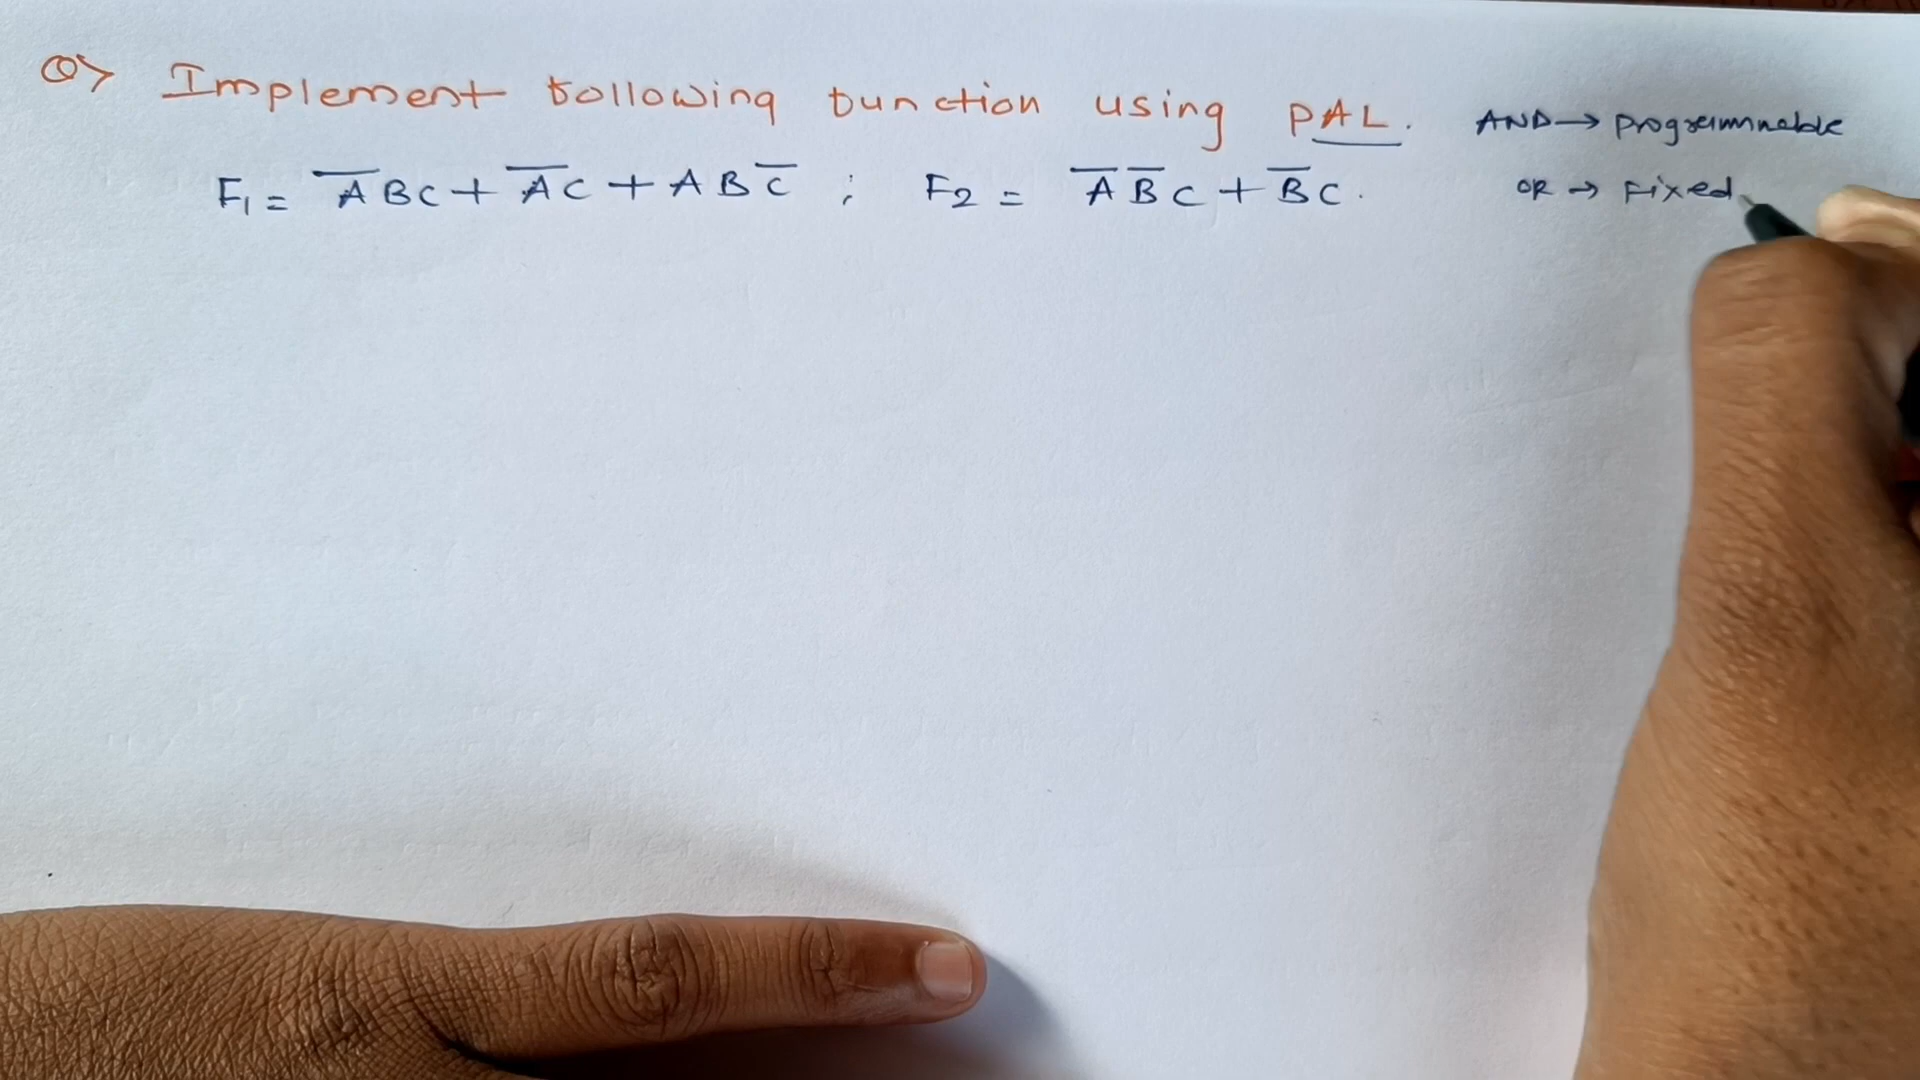 Q> Implement following function using PAL. AND → programmable
F₁ = A̅BC + A̅C + ABC̅ ; F₂ = A̅B̅C + B̅C. OR → Fixed